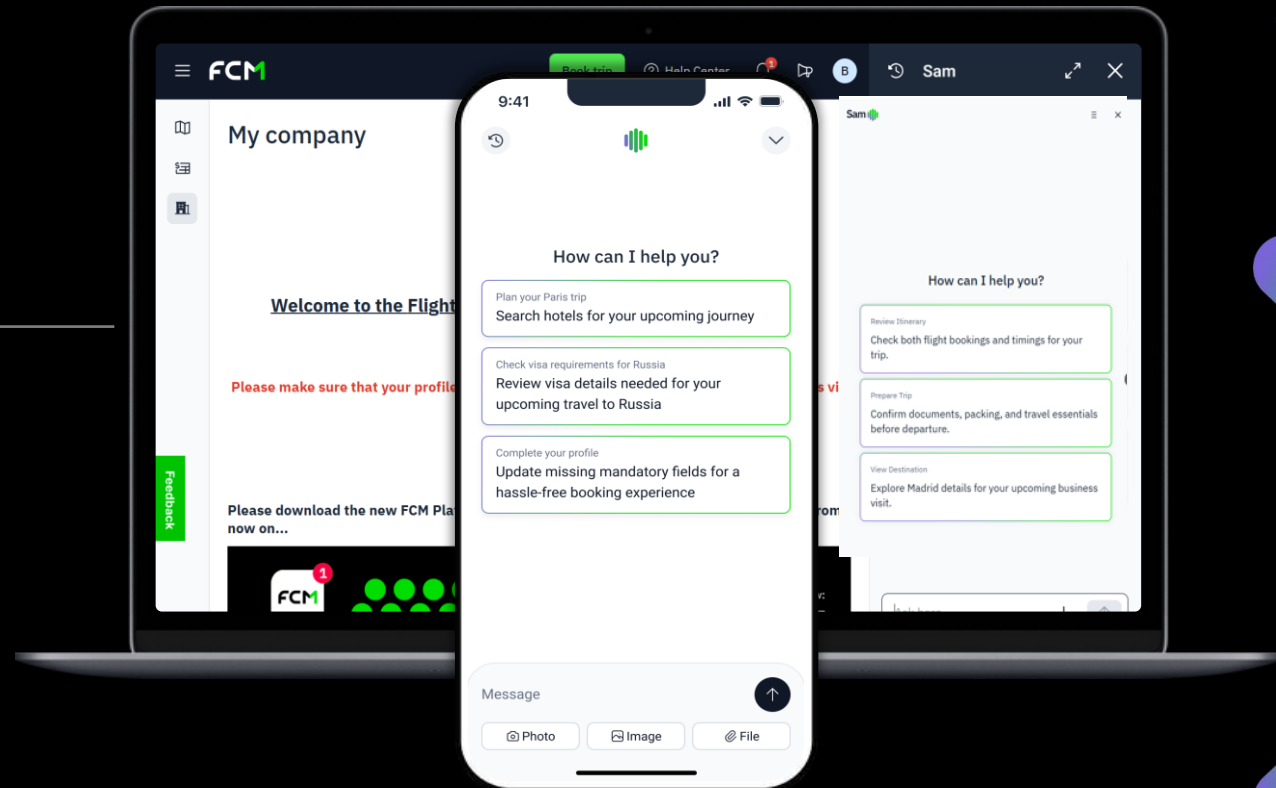 FCM
Book trip
Help Center
1
B
Sam
My company
Welcome to the Flight
Please make sure that your profile
s vi
Please download the new FCM Pla
rom
now on...
FCM
1
Feedback
9:41
How can I help you?
Plan your Paris trip
Search hotels for your upcoming journey
Check visa requirements for Russia
Review visa details needed for your
upcoming travel to Russia
Complete your profile
Update missing mandatory fields for a
hassle-free booking experience
Message
Photo
Image
File
Sam
How can I help you?
Review Itinerary
Check both flight bookings and timings for your
trip.
Prepare Trip
Confirm documents, packing, and travel essentials
before departure.
View Destination
Explore Madrid details for your upcoming business
visit.